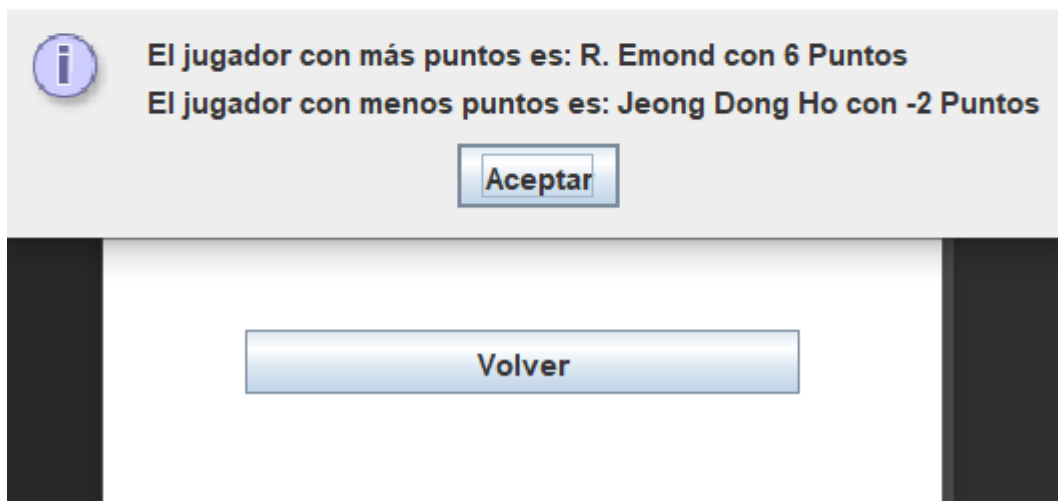 El jugador con más puntos es: R. Emond con 6 Puntos
El jugador con menos puntos es: Jeong Dong Ho con -2 Puntos
Aceptar
Volver